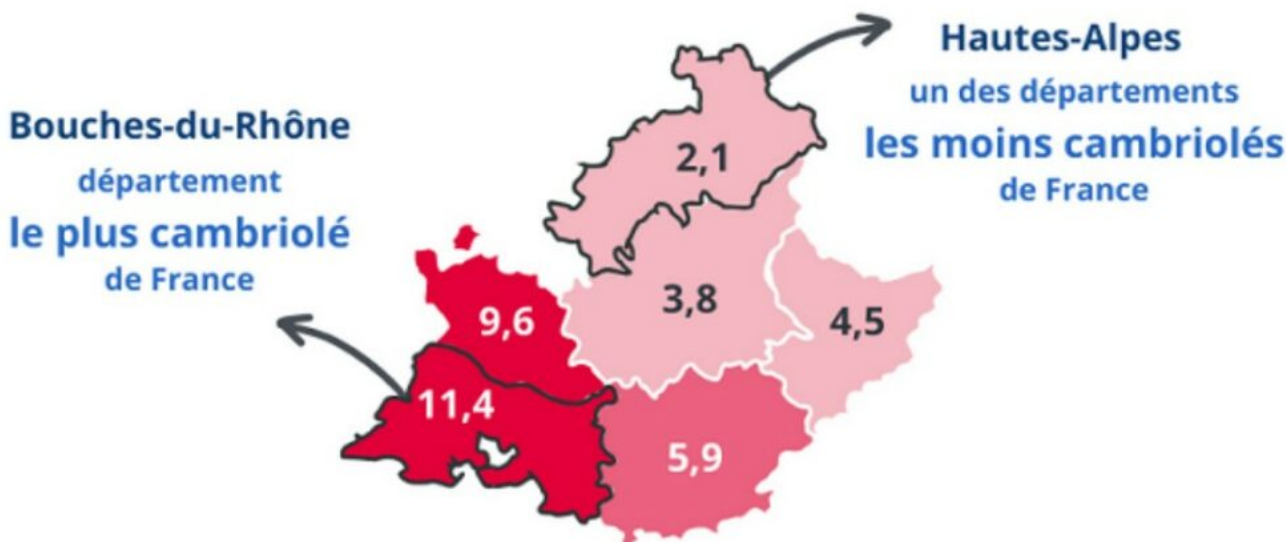 Hautes-Alpes
un des départements
les moins cambriolés
de France
Bouches-du-Rhône
département
le plus cambriolé
de France
2,1
3,8
4,5
9,6
11,4
5,9